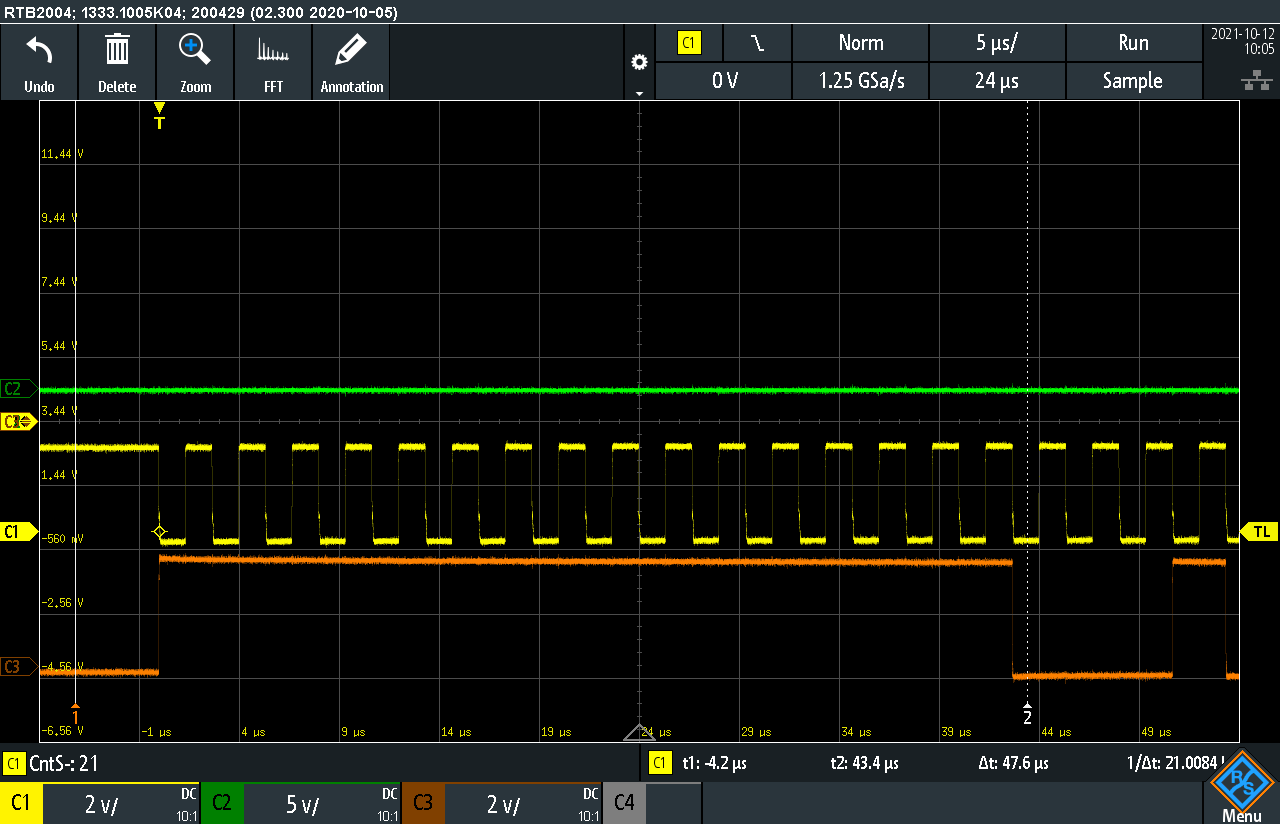 RTB2004; 1333.1005K04; 200429 (02.300 2020-10-05)
Undo
Delete
Zoom
FFT
Annotation
C1
Norm
5 µs/
Run
2021-10-12
10:05
0 V
1.25 GSa/s
24 µs
Sample
T
11.44 V
9.44 V
7.44 V
5.44 V
C2
3.44 V
1.44 V
C1
-560 mV
TL
-2.56 V
C3
-4.56 V
1
2
-6.56 V
-1 µs
4 µs
9 µs
14 µs
19 µs
24 µs
29 µs
34 µs
39 µs
44 µs
49 µs
C1 CntS-: 21
C1 t1: -4.2 µs t2: 43.4 µs Δt: 47.6 µs 1/Δt: 21.0084
C1 2 V/ DC 10:1
C2 5 V/ DC 10:1
C3 2 V/ DC 10:1
C4
R S
Menu